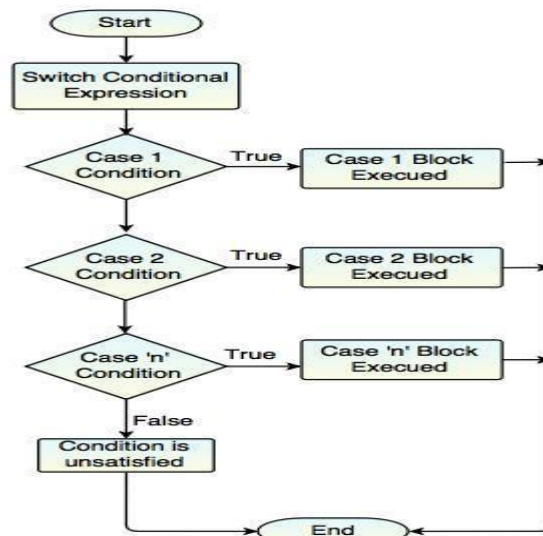 Start
Switch Conditional
Expression
Case 1
Condition
True
Case 1 Block
Execued
Case 2
Condition
True
Case 2 Block
Execued
Case 'n'
Condition
True
Case 'n' Block
Execued
False
Condition is
unsatisfied
End